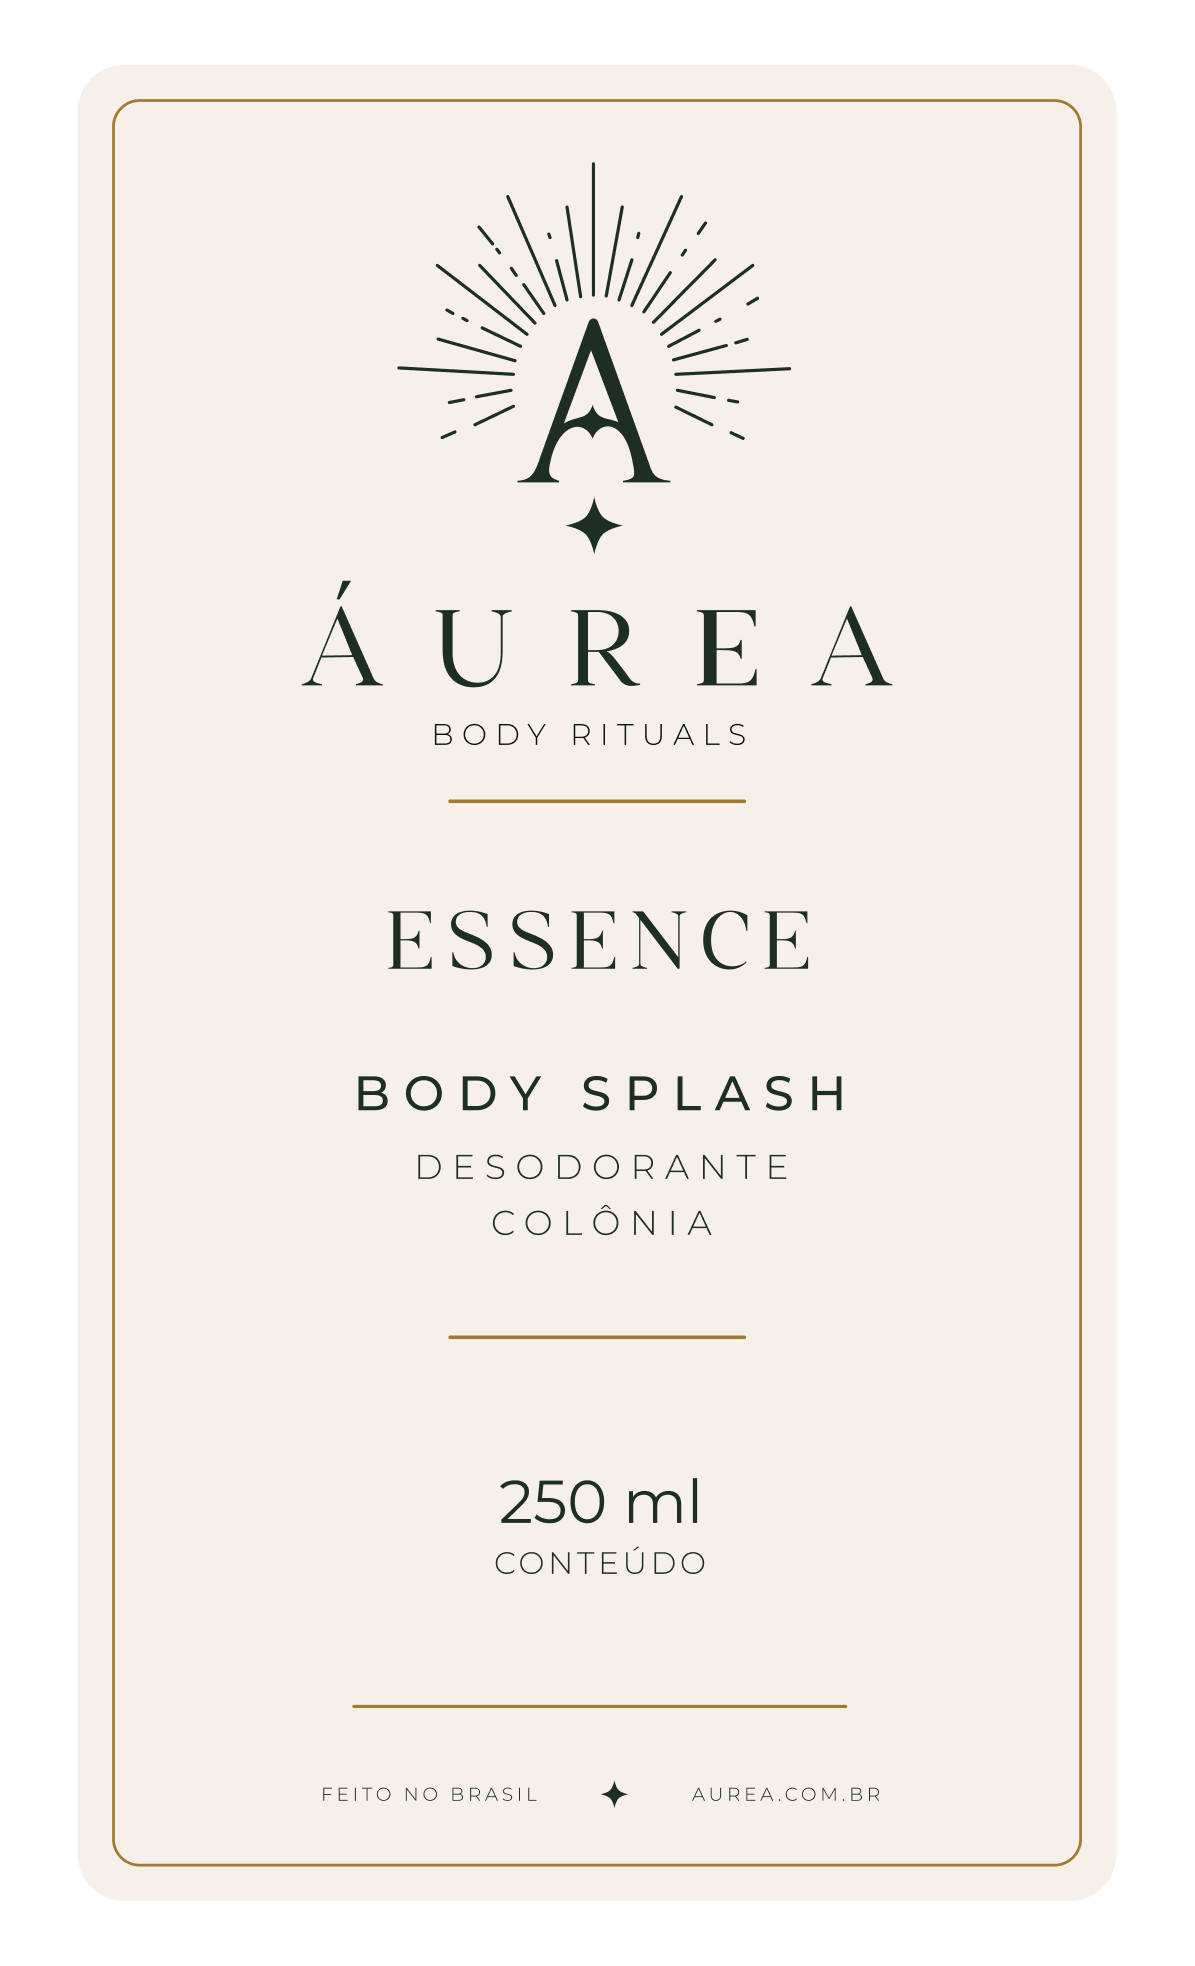 A
ÁUREA
BODY RITUALS
ESSENCE
BODY SPLASH
DESODORANTE
COLÔNIA
250 ml
CONTEÚDO
FEITO NO BRASIL ✦ AUREA.COM.BR